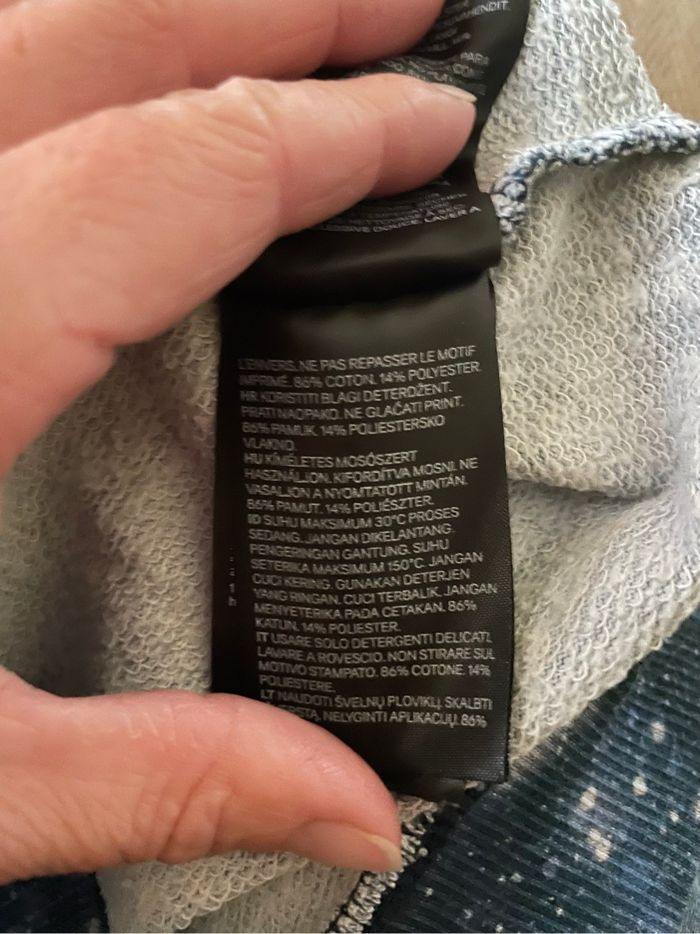 PARA
LESSIVE DOUCE. LAVER A
L'ENVERS. NE PAS REPASSER LE MOTIF
IMPRIMÉ. 86% COTON. 14% POLYESTER.
HR KORISTITI BLAGI DETERDŽENT.
PRATI NAOPAKO. NE GLAČATI PRINT.
86% PAMUK. 14% POLIESTERSKO
VLAKNO.
HU KÍMÉLETES MOSÓSZERT
HASZNÁLJON. KIFORDÍTVA MOSNI. NE
VASALJON A NYOMTATOTT MINTÁN.
86% PAMUT. 14% POLIÉSZTER.
ID SUHU MAKSIMUM 30°C PROSES
SEDANG. JANGAN DIKELANTANG.
PENGERINGAN GANTUNG. SUHU
SETERIKA MAKSIMUM 150°C. JANGAN
CUCI KERING. GUNAKAN DETERJEN
YANG RINGAN. CUCI TERBALIK. JANGAN
MENYETERIKA PADA CETAKAN. 86%
KATUN. 14% POLIESTER.
IT USARE SOLO DETERGENTI DELICATI.
LAVARE A ROVESCIO. NON STIRARE SUL
MOTIVO STAMPATO. 86% COTONE. 14%
POLIESTERE.
LT NAUDOTI ŠVELNŲ PLOVIKLĮ. SKALBTI
IŠVERSTĄ. NELYGINTI APLIKACIJŲ. 86%